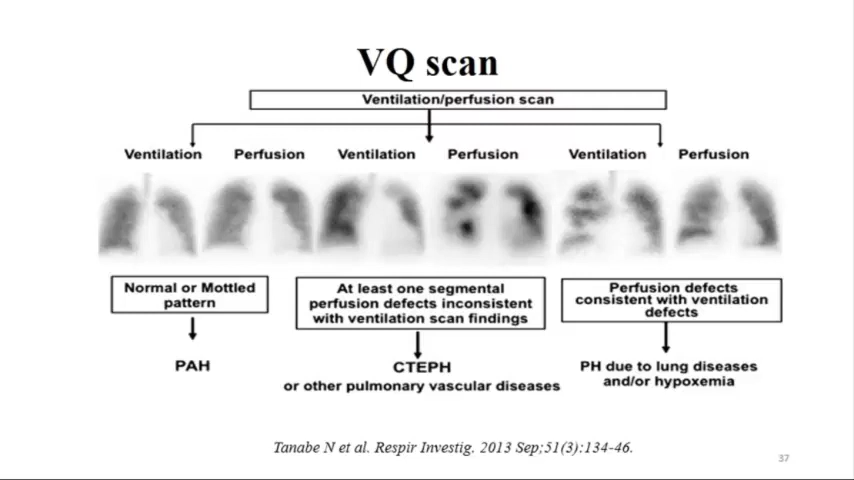 VQ scan
Ventilation/perfusion scan
Ventilation Perfusion Ventilation Perfusion Ventilation Perfusion
Normal or Mottled
pattern
At least one segmental
perfusion defects inconsistent
with ventilation scan findings
Perfusion defects
consistent with ventilation
defects
PAH
CTEPH
or other pulmonary vascular diseases
PH due to lung diseases
and/or hypoxemia
Tanabe N et al. Respir Investig. 2013 Sep;51(3):134-46.
37